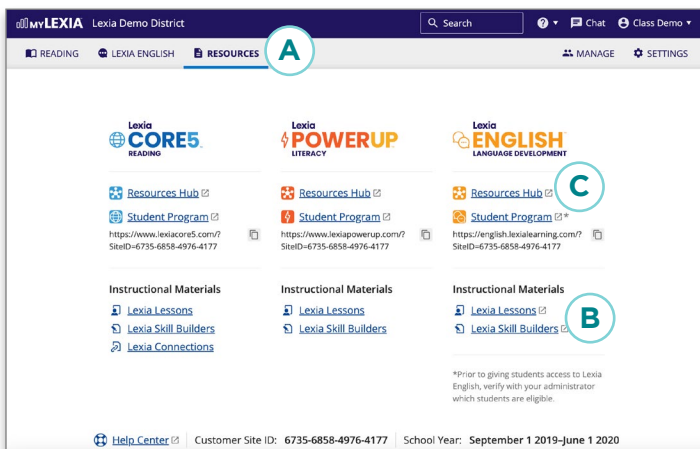 MYLEXIA Lexia Demo District Search ? Chat Class Demo
READING LEXIA ENGLISH RESOURCES A MANAGE SETTINGS
Lexia CORE5 READING
Lexia POWERUP LITERACY
Lexia ENGLISH LANGUAGE DEVELOPMENT
Resources Hub Resources Hub Resources Hub C
Student Program Student Program Student Program *
https://www.lexiacore5.com/? https://www.lexiapowerup.com/? https://english.lexialearning.com/?
SiteID=6735-6858-4976-4177 SiteID=6735-6858-4976-4177 SiteID=6735-6858-4976-4177
Instructional Materials Instructional Materials Instructional Materials
Lexia Lessons Lexia Lessons Lexia Lessons
Lexia Skill Builders Lexia Skill Builders Lexia Skill Builders B
Lexia Connections
*Prior to giving students access to Lexia
English, verify with your administrator
which students are eligible.
Help Center Customer Site ID: 6735-6858-4976-4177 School Year: September 1 2019–June 1 2020